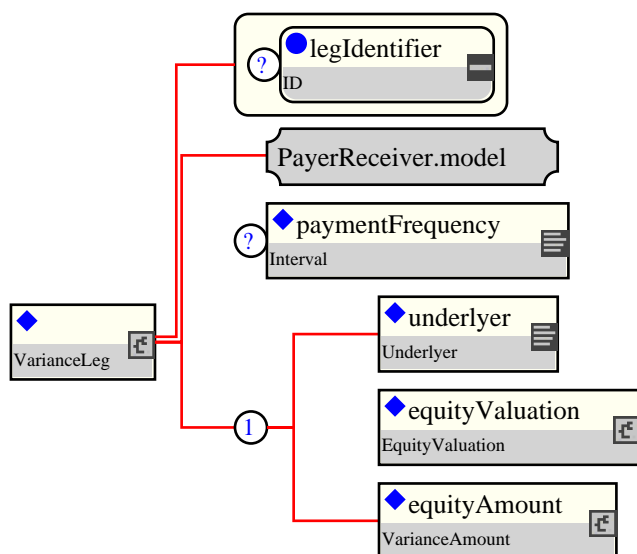 legIdentifier
?
ID
PayerReceiver.model
paymentFrequency
?
Interval
underlyer
VarianceLeg
Underlyer
equityValuation
1
EquityValuation
equityAmount
VarianceAmount